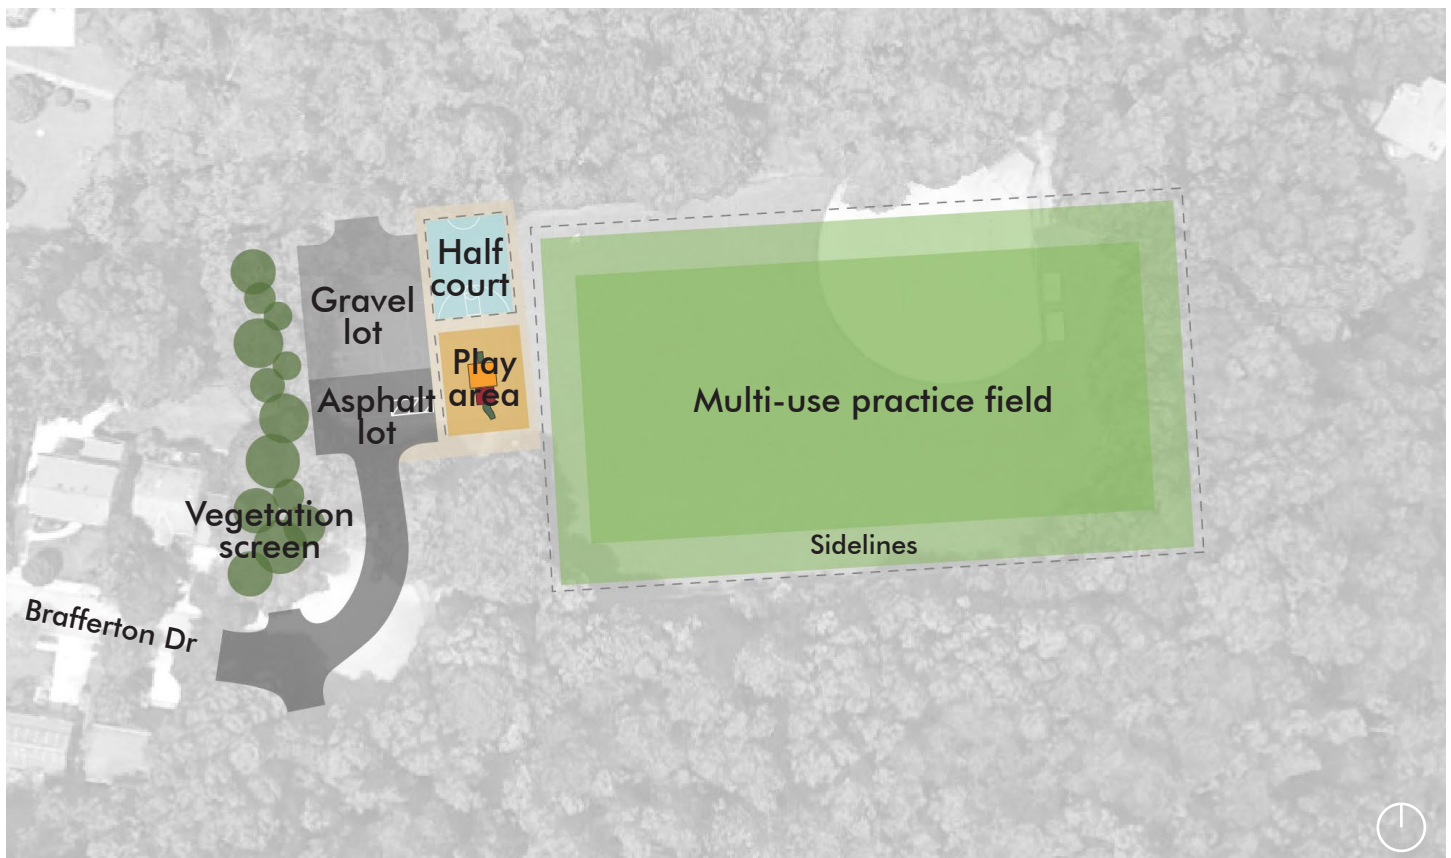 Half
court
Gravel
lot
Play
area
Asphalt
lot
Multi-use practice field
Vegetation
screen
Sidelines
Brafferton Dr